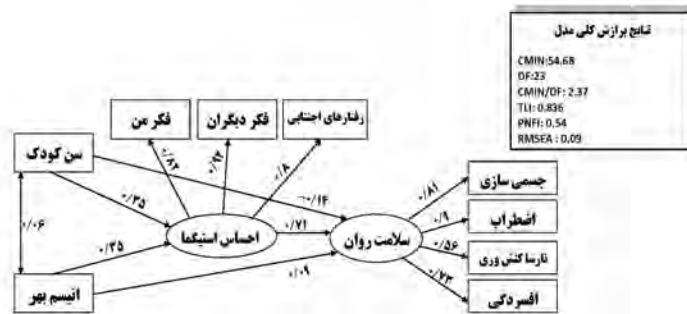 نتایج برازش کلی مدل
CMIN:54.68
DF:23
CMIN/DF: 2.37
TLI: 0.836
PNFI: 0.54
RMSEA : 0.09
فکر من
فکر دیگران
رفتارهای اجتنابی
سن کودک
۰/۸۲
۰/۹۲
۰/۸
۰/۱۴
۰/۳۵
۰/۰۶
احساس استیگما
۰/۷۱
سلامت روان
۰/۳۵
۰/۰۹
اتیسم بهر
۰/۸۱
جسمی سازی
۰/۹
اضطراب
۰/۵۶
نارسا کنش وری
۰/۷۳
افسردگی